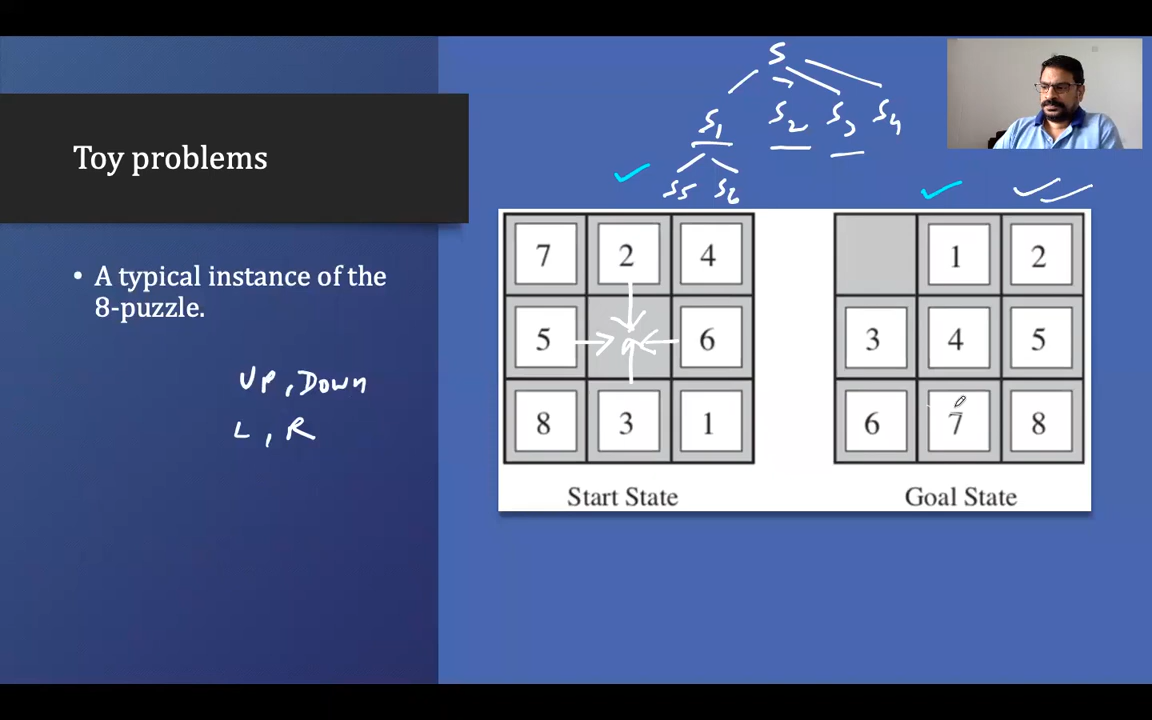 S
S1 S2 S3 S4
S5 S6
Toy problems
• A typical instance of the
8-puzzle.
UP, Down
L, R
7 2 4
5 6
8 3 1
Start State
1 2
3 4 5
6 7 8
Goal State